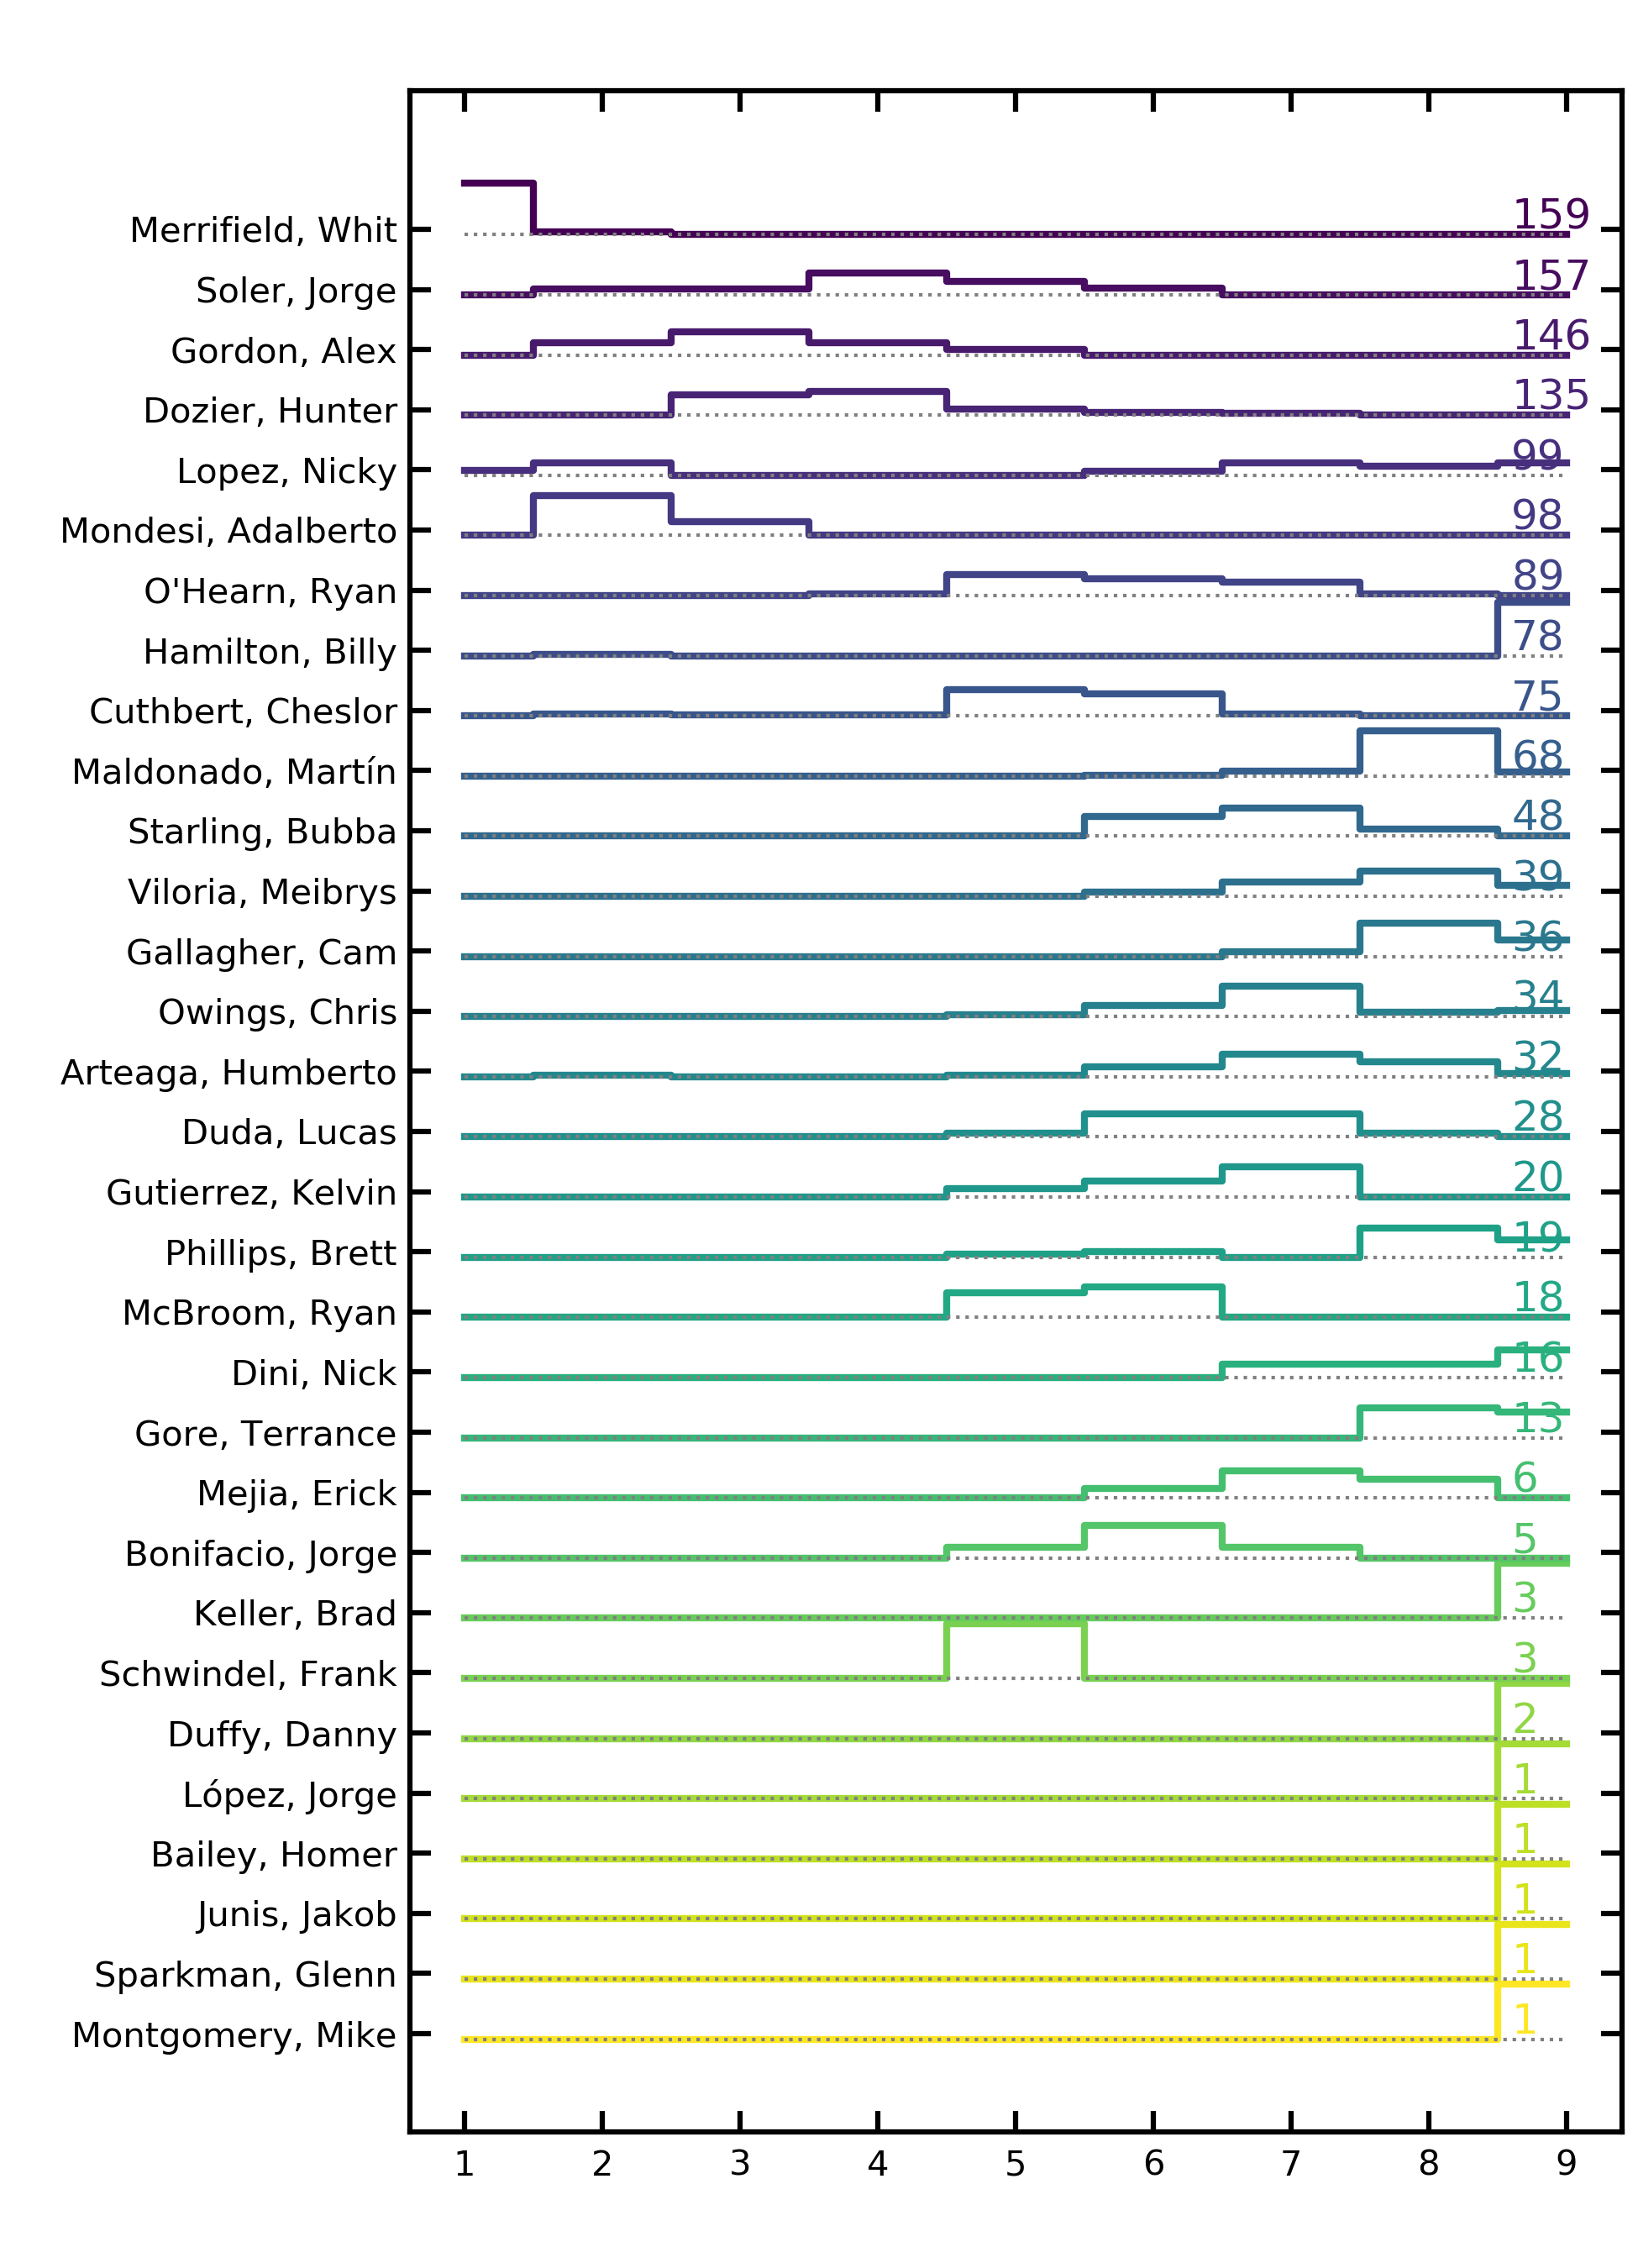 Merrifield, Whit 159
Soler, Jorge 157
Gordon, Alex 146
Dozier, Hunter 135
Lopez, Nicky 99
Mondesi, Adalberto 98
O'Hearn, Ryan 89
Hamilton, Billy 78
Cuthbert, Cheslor 75
Maldonado, Martín 68
Starling, Bubba 48
Viloria, Meibrys 39
Gallagher, Cam 36
Owings, Chris 34
Arteaga, Humberto 32
Duda, Lucas 28
Gutierrez, Kelvin 20
Phillips, Brett 19
McBroom, Ryan 18
Dini, Nick 16
Gore, Terrance 13
Mejia, Erick 6
Bonifacio, Jorge 5
Keller, Brad 3
Schwindel, Frank 3
Duffy, Danny 2
López, Jorge 1
Bailey, Homer 1
Junis, Jakob 1
Sparkman, Glenn 1
Montgomery, Mike 1
1 2 3 4 5 6 7 8 9